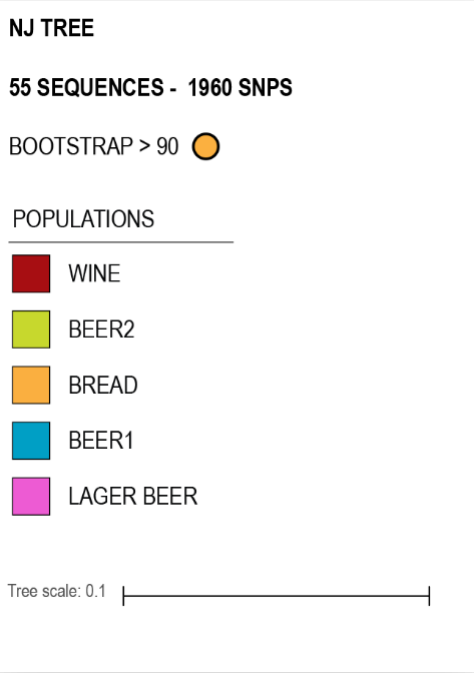 NJ TREE
55 SEQUENCES - 1960 SNPS
BOOTSTRAP > 90
POPULATIONS
WINE
BEER2
BREAD
BEER1
LAGER BEER
Tree scale: 0.1